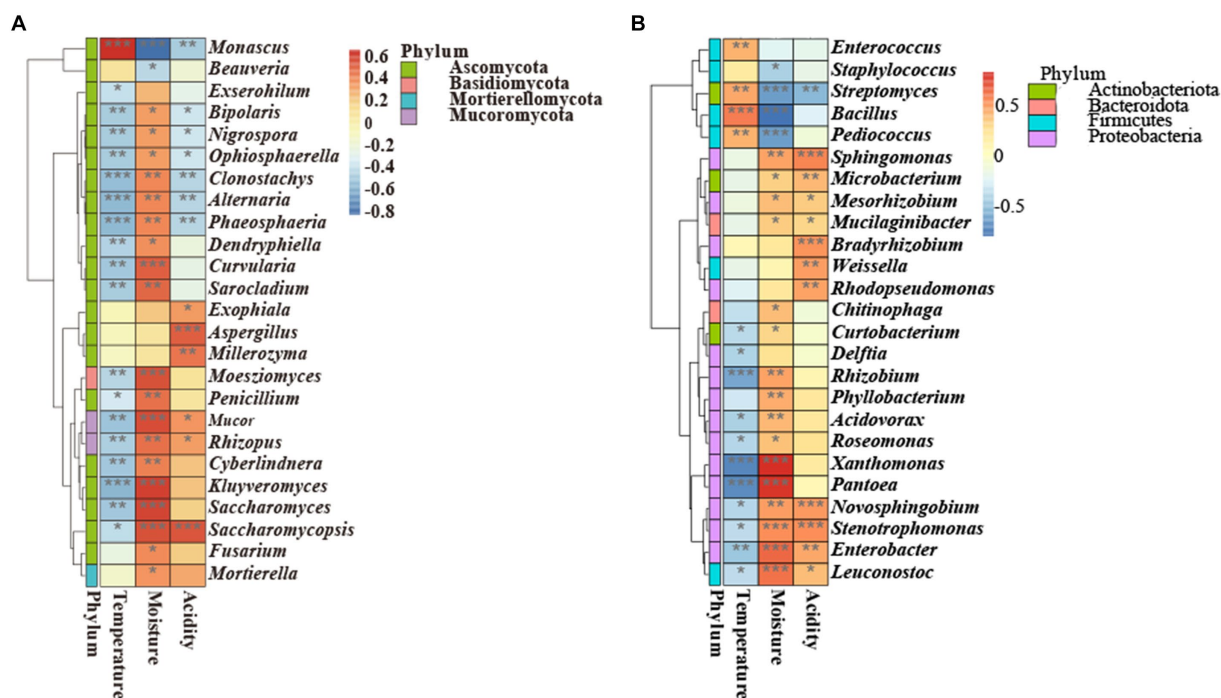 A
Monascus
Beauveria
Exserohilum
Bipolaris
Nigrospora
Ophiosphaerella
Clonostachys
Alternaria
Phaeosphaeria
Dendryphiella
Curvularia
Sarocladium
Exophiala
Aspergillus
Millerozyma
Moesziomyces
Penicillium
Mucor
Rhizopus
Cyberlindnera
Kluyveromyces
Saccharomyces
Saccharomycopsis
Fusarium
Mortierella
Phylum
Temperature
Moisture
Acidity
0.6
0.4
0.2
0
-0.2
-0.4
-0.6
-0.8
Phylum
Ascomycota
Basidiomycota
Mortiereflomycota
Mucoromycota
B
Enterococcus
Staphylococcus
Streptomyces
Bacillus
Pediococcus
Sphingomonas
Microbacterium
Mesorhizobium
Mucilaginibacter
Bradyrhizobium
Weissella
Rhodopseudomonas
Chitinophaga
Curtobacterium
Delftia
Rhizobium
Phyllobacterium
Acidovorax
Roseomonas
Xanthomonas
Pantoea
Novosphingobium
Stenotrophomonas
Enterobacter
Leuconostoc
Phylum
Temperature
Moisture
Acidity
0.5
0
-0.5
Phylum
Actinobacteriota
Bacteroidota
Firmicutes
Proteobacteria